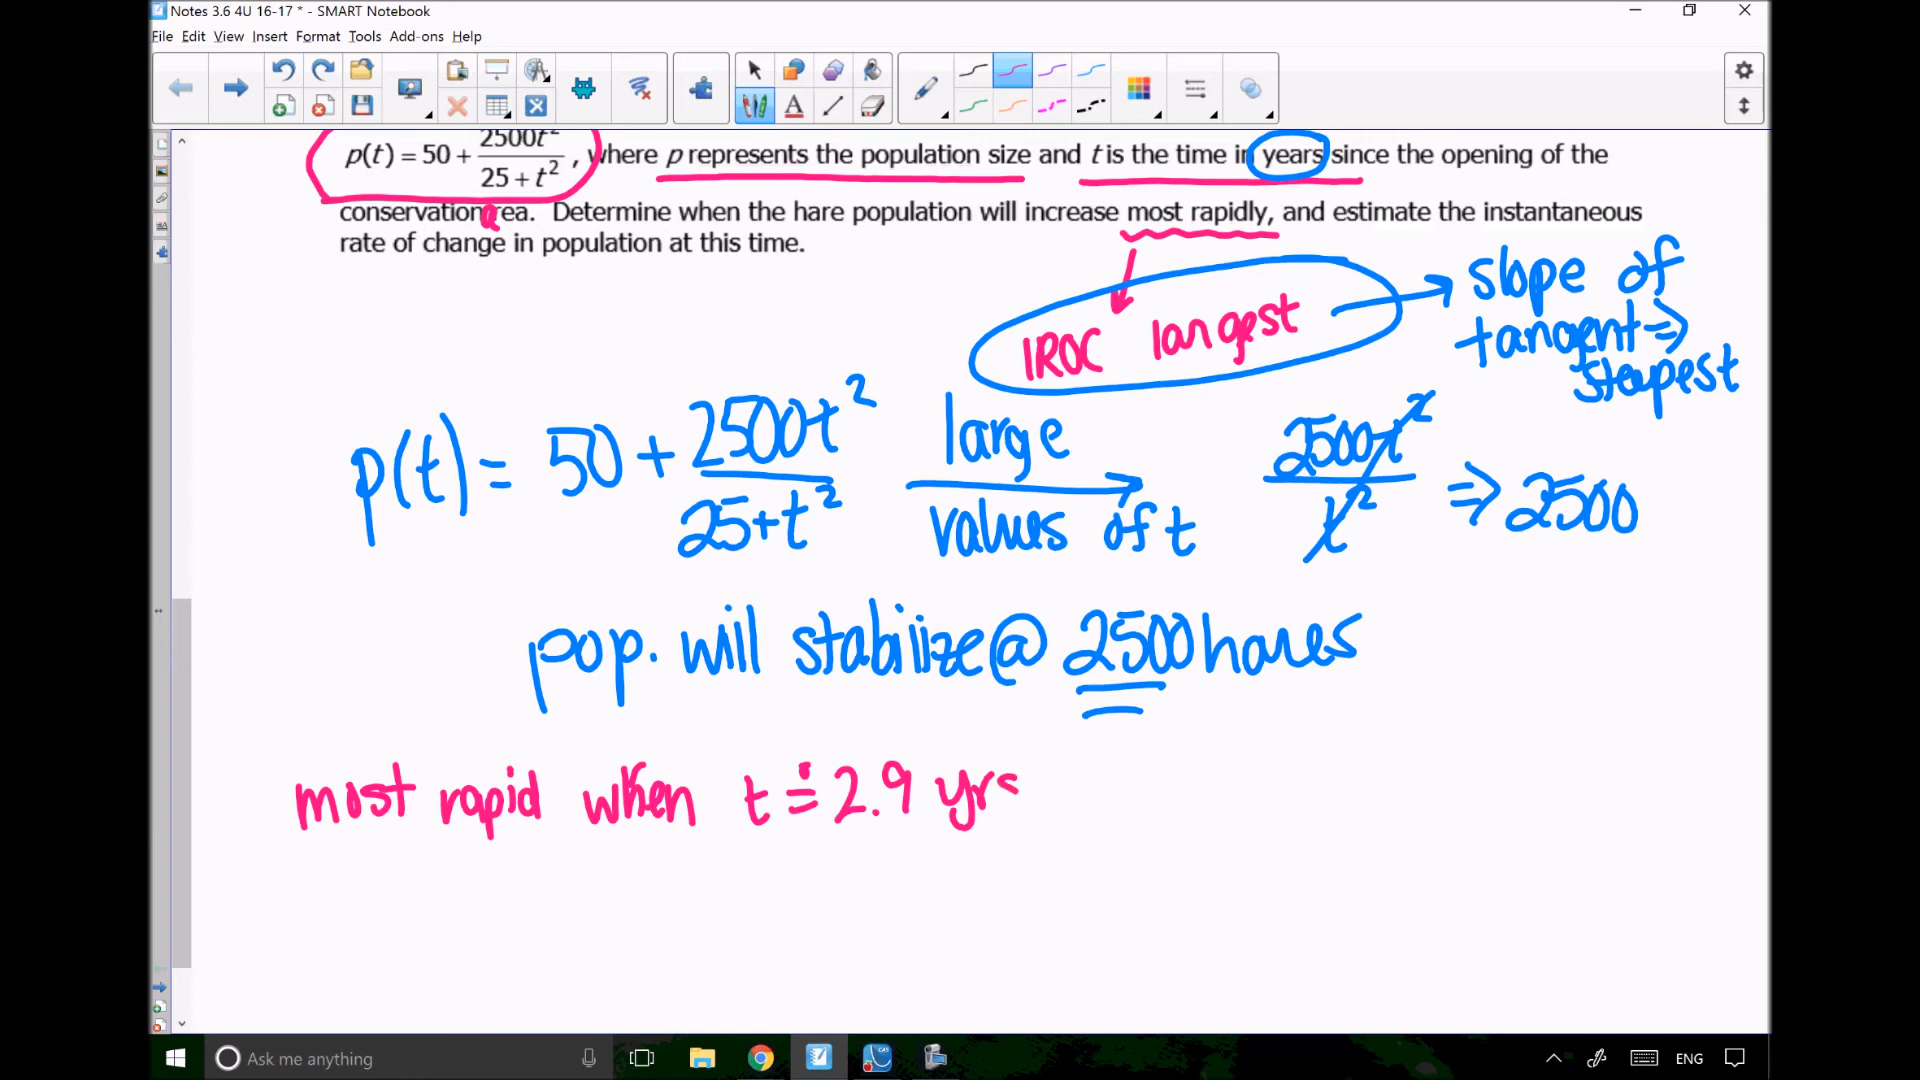 Notes 3.6 4U 16-17 * - SMART Notebook
File Edit View Insert Format Tools Add-ons Help
p(t) = 50 + 2500t² / 25 + t² , where p represents the population size and t is the time in years since the opening of the
conservation area. Determine when the hare population will increase most rapidly, and estimate the instantaneous
rate of change in population at this time.
IROC largest → slope of
tangent ⇒
steepest
p(t) = 50 + 2500t² / 25+t² large values of t → 2500t² / t² ⇒ 2500
pop. will stabilize @ 2500 hares
most rapid when t ≐ 2.9 yrs
Ask me anything
ENG